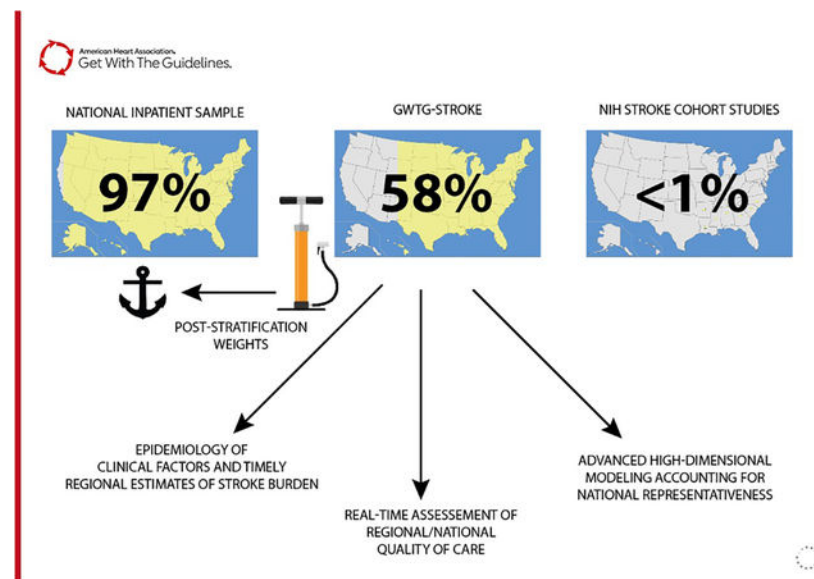 American Heart Association.
Get With The Guidelines.
NATIONAL INPATIENT SAMPLE
GWTG-STROKE
NIH STROKE COHORT STUDIES
97%
58%
<1%
POST-STRATIFICATION
WEIGHTS
EPIDEMIOLOGY OF
CLINICAL FACTORS AND TIMELY
REGIONAL ESTIMATES OF STROKE BURDEN
REAL-TIME ASSESSEMENT OF
REGIONAL/NATIONAL
QUALITY OF CARE
ADVANCED HIGH-DIMENSIONAL
MODELING ACCOUNTING FOR
NATIONAL REPRESENTATIVENESS